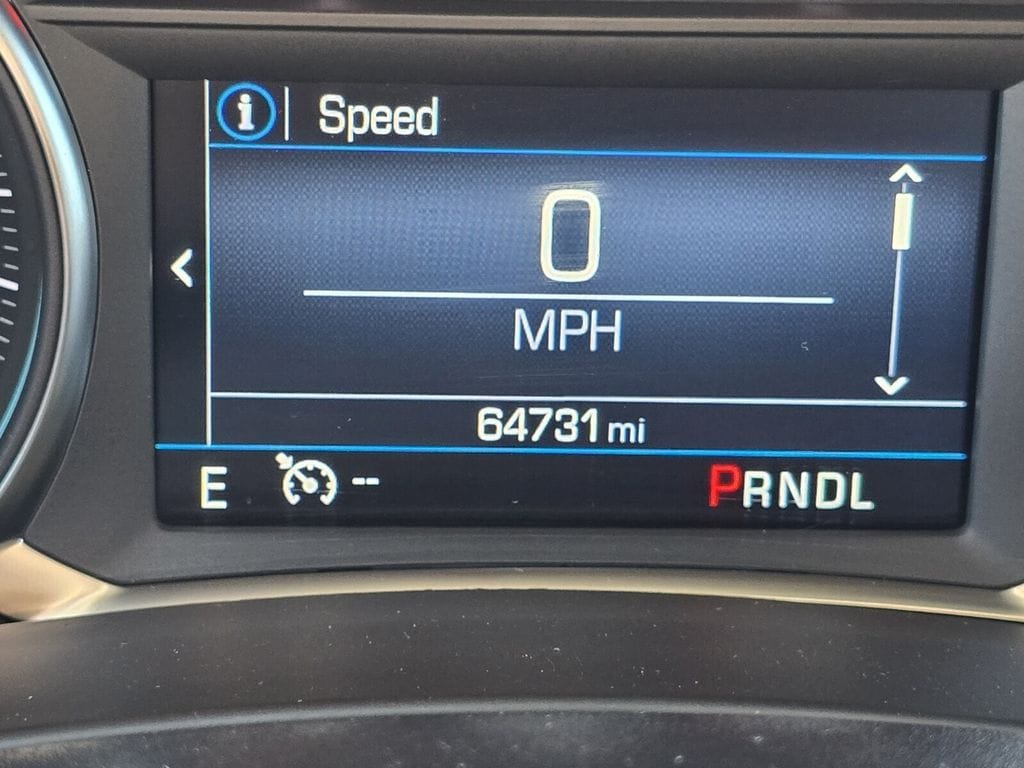 i Speed
0
MPH
64731 mi
E -- PRNDL